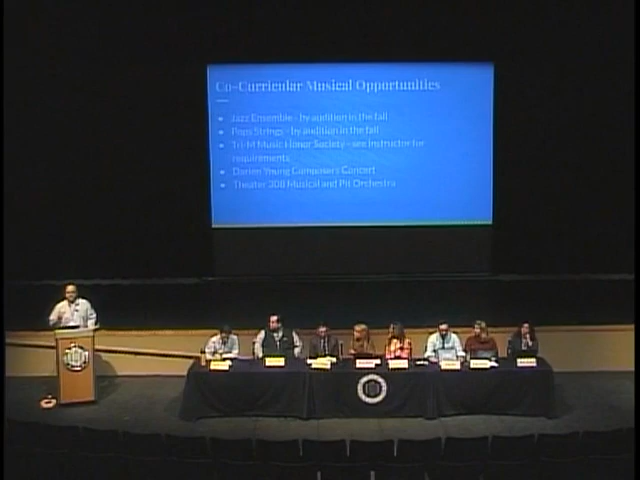 Co-Curricular Musical Opportunities
Jazz Ensemble - by audition in the fall
Pops Strings - by audition in the fall
Tri-M Music Honor Society - see instructor for
requirements
Darien Young Composers Concert
Theater 308 Musical and Pit Orchestra